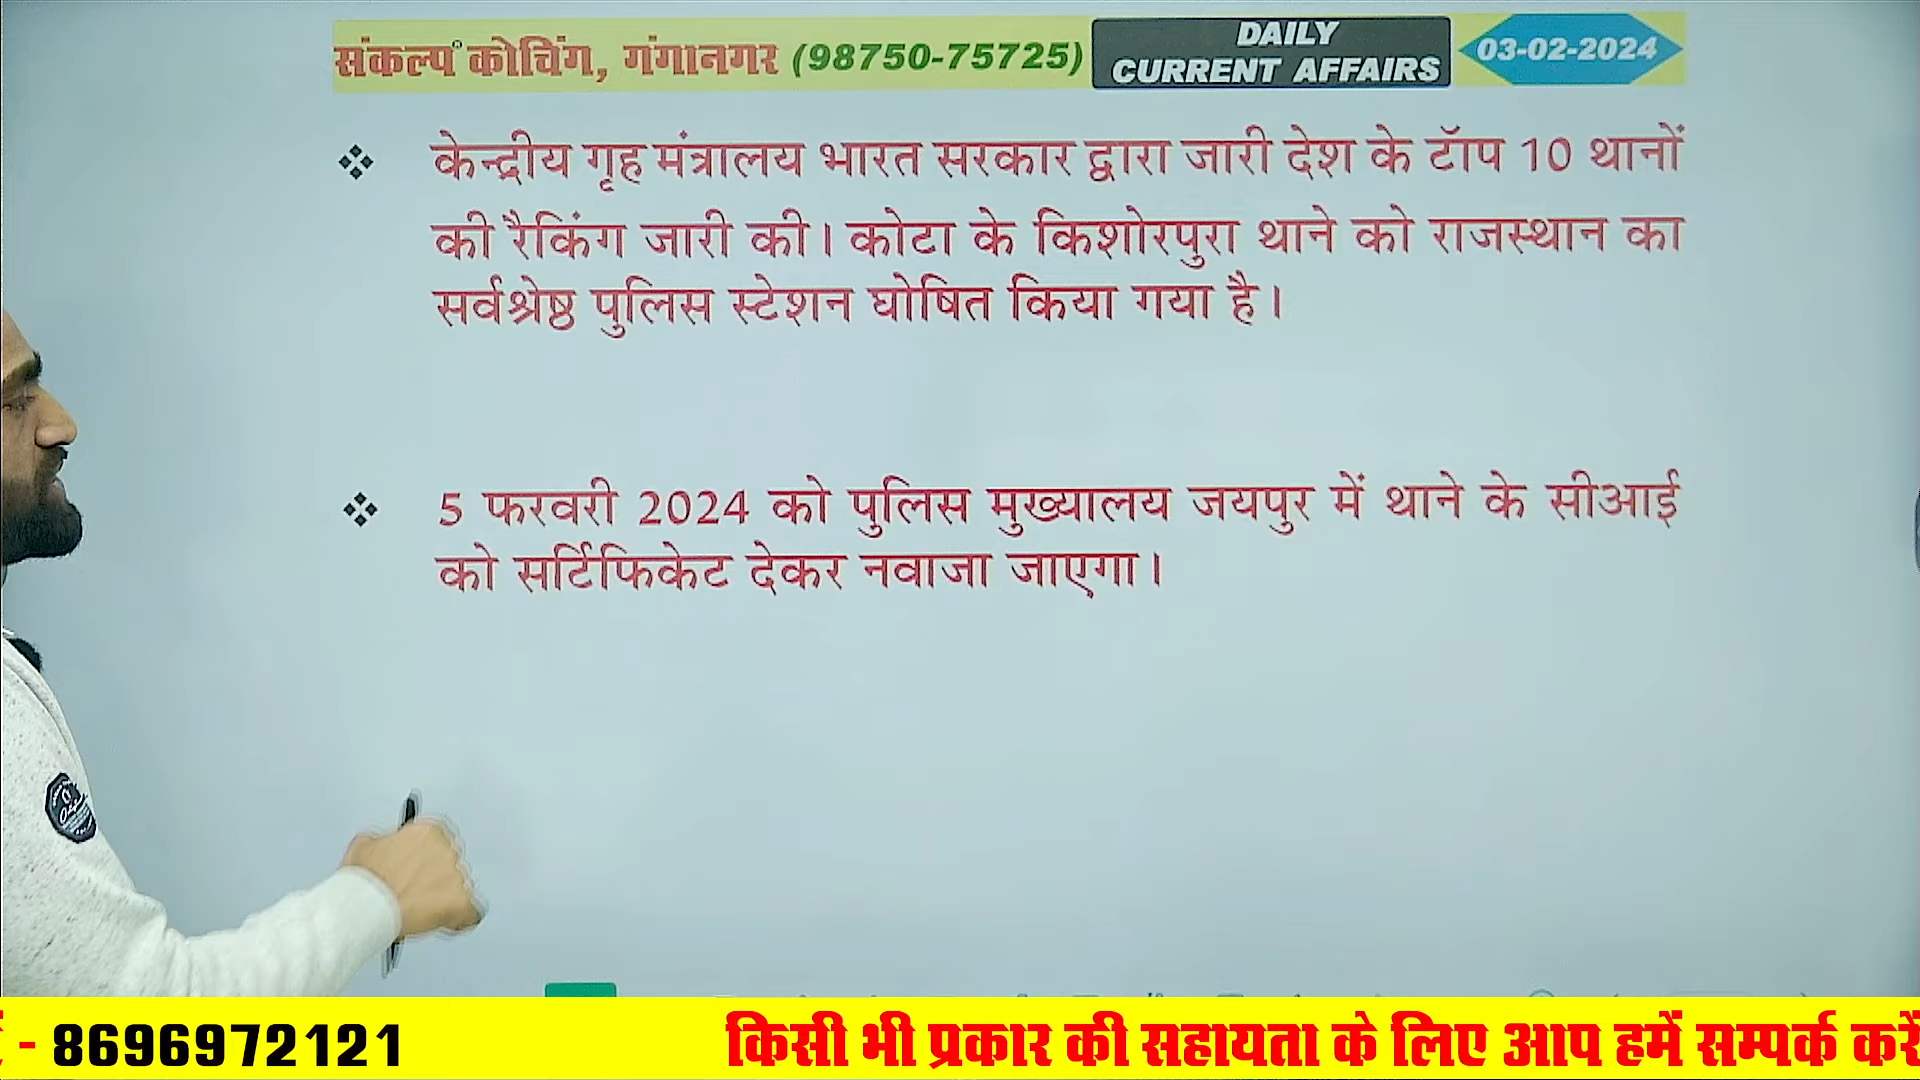 संकल्प® कोचिंग, गंगानगर (98750-75725)
DAILY
CURRENT AFFAIRS
03-02-2024
केन्द्रीय गृह मंत्रालय भारत सरकार द्वारा जारी देश के टॉप 10 थानों
की रैकिंग जारी की। कोटा के किशोरपुरा थाने को राजस्थान का
सर्वश्रेष्ठ पुलिस स्टेशन घोषित किया गया है।
5 फरवरी 2024 को पुलिस मुख्यालय जयपुर में थाने के सीआई
को सर्टिफिकेट देकर नवाजा जाएगा।
- 8696972121 किसी भी प्रकार की सहायता के लिए आप हमें सम्पर्क करें